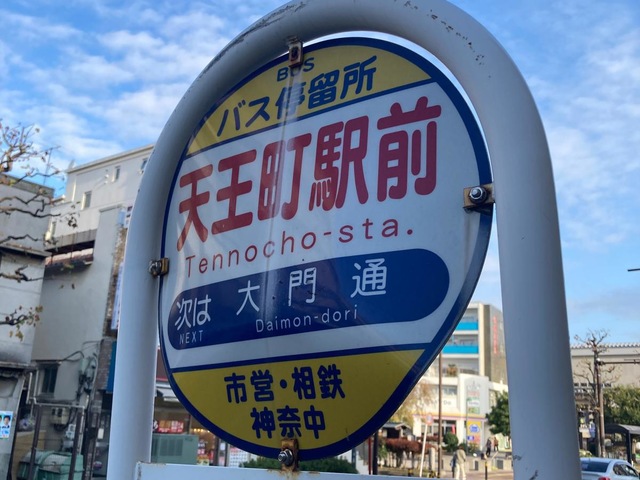 BUS
バス停留所
天王町駅前
Tennocho-sta.
次は 大門通
NEXT Daimon-dori
市営・相鉄
神奈中